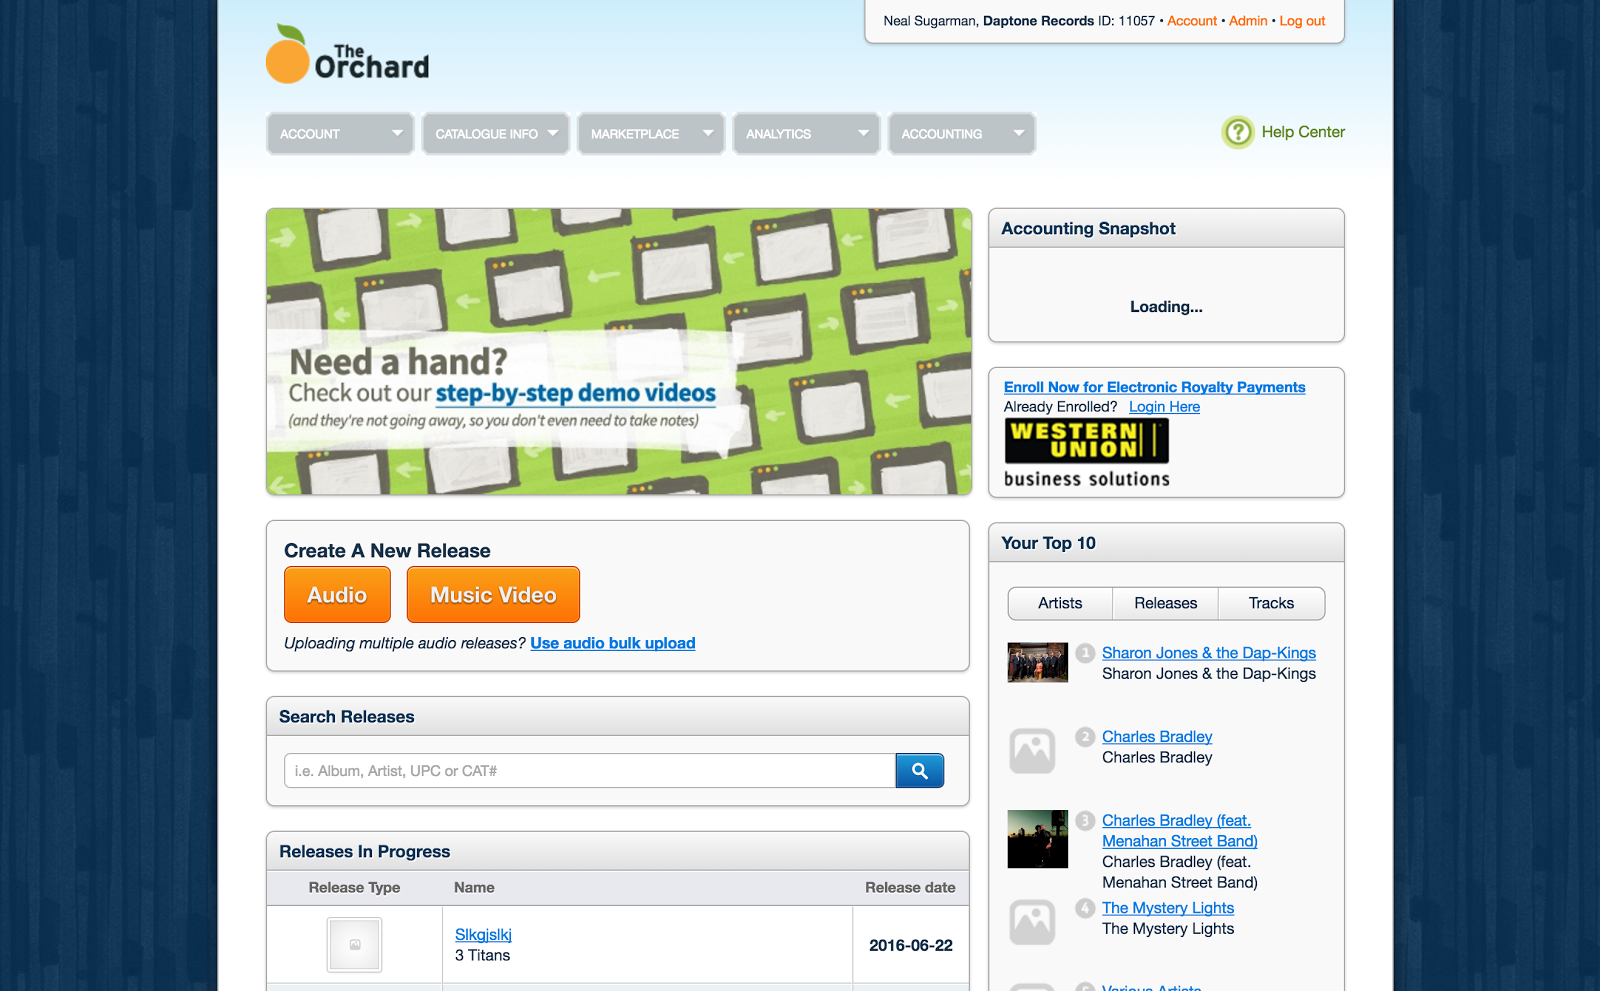 Neal Sugarman, Daptone Records ID: 11057 • Account • Admin • Log out
The
Orchard
ACCOUNT
CATALOGUE INFO
MARKETPLACE
ANALYTICS
ACCOUNTING
Help Center
Need a hand?
Check out our step-by-step demo videos
(and they're not going away, so you don't even need to take notes)
Accounting Snapshot
Loading...
Enroll Now for Electronic Royalty Payments
Already Enrolled? Login Here
WESTERN
UNION
business solutions
Create A New Release
Audio
Music Video
Uploading multiple audio releases? Use audio bulk upload
Search Releases
i.e. Album, Artist, UPC or CAT#
Releases In Progress
Release Type
Name
Release date
Slkgjslkj
3 Titans
2016-06-22
Your Top 10
Artists
Releases
Tracks
1
Sharon Jones & the Dap-Kings
Sharon Jones & the Dap-Kings
2
Charles Bradley
Charles Bradley
3
Charles Bradley (feat.
Menahan Street Band)
Charles Bradley (feat.
Menahan Street Band)
4
The Mystery Lights
The Mystery Lights
5
Various Artists